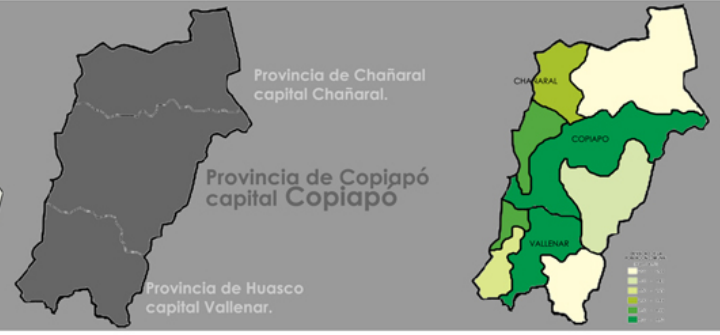 Provincia de Chañaral
capital Chañaral.
Provincia de Copiapó
capital Copiapó
Provincia de Huasco
capital Vallenar.
CHAÑARAL
COPIAPO
VALLENAR